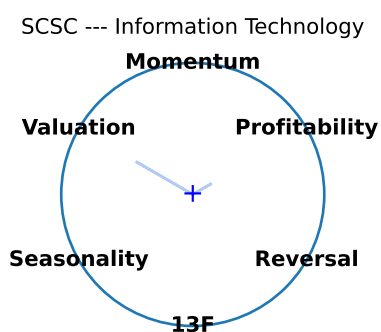 SCSC --- Information Technology
Momentum
Valuation
Profitability
Seasonality
Reversal
13F